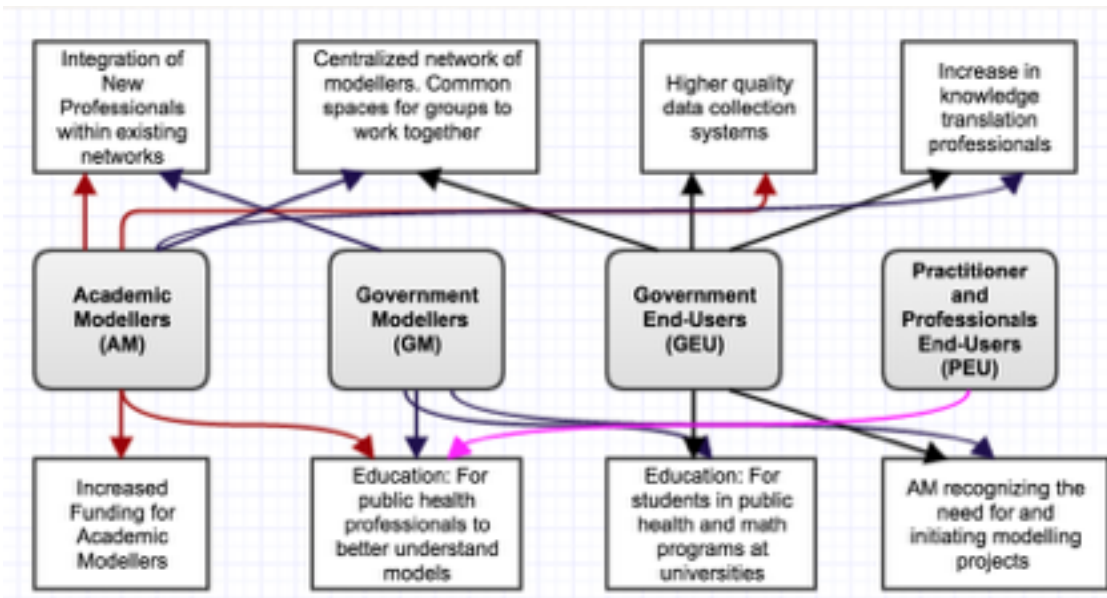 Integration of
New
Professionals
within existing
networks
Centralized network of
modellers. Common
spaces for groups to
work together
Higher quality
data collection
systems
Increase in
knowledge
translation
professionals
Academic
Modellers
(AM)
Government
Modellers
(GM)
Government
End-Users
(GEU)
Practitioner
and
Professionals
End-Users
(PEU)
Increased
Funding for
Academic
Modellers
Education: For
public health
professionals to
better understand
models
Education: For
students in public
health and math
programs at
universities
AM recognizing the
need for and
initiating modelling
projects